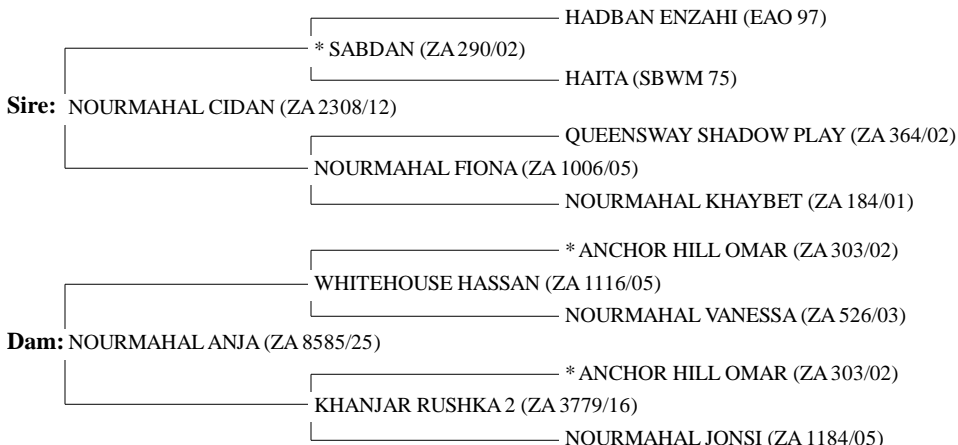 HADBAN ENZAHI (EAO 97)
* SABDAN (ZA 290/02)
HAITA (SBWM 75)
Sire: NOURMAHAL CIDAN (ZA 2308/12)
QUEENSWAY SHADOW PLAY (ZA 364/02)
NOURMAHAL FIONA (ZA 1006/05)
NOURMAHAL KHAYBET (ZA 184/01)
* ANCHOR HILL OMAR (ZA 303/02)
WHITEHOUSE HASSAN (ZA 1116/05)
NOURMAHAL VANESSA (ZA 526/03)
Dam: NOURMAHAL ANJA (ZA 8585/25)
* ANCHOR HILL OMAR (ZA 303/02)
KHANJAR RUSHKA 2 (ZA 3779/16)
NOURMAHAL JONSI (ZA 1184/05)